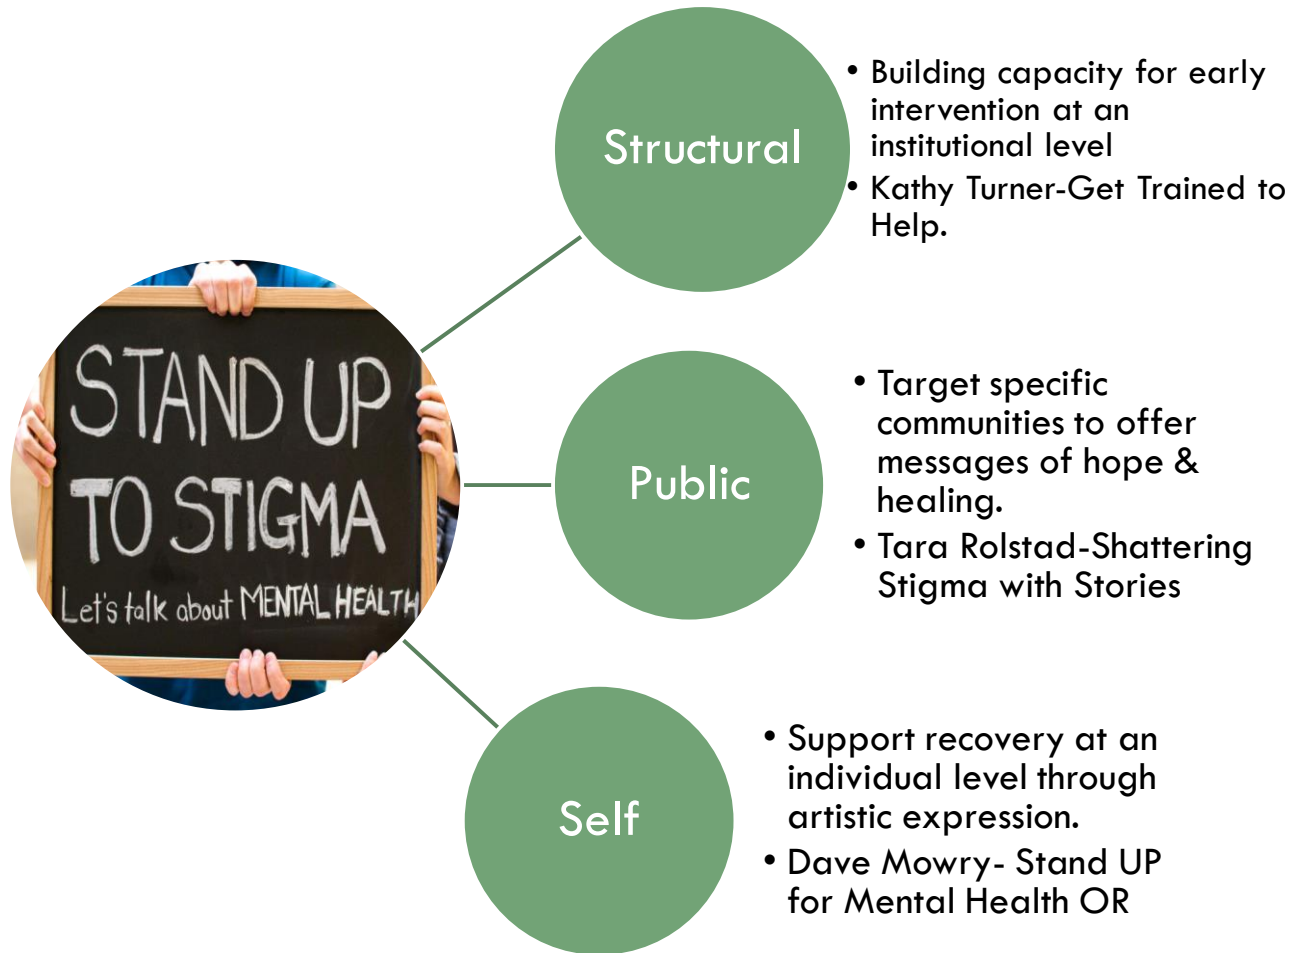 STAND UP
TO STIGMA
Let's talk about MENTAL HEALTH
Structural
• Building capacity for early
intervention at an
institutional level
• Kathy Turner-Get Trained to
Help.
Public
• Target specific
communities to offer
messages of hope &
healing.
• Tara Rolstad-Shattering
Stigma with Stories
Self
• Support recovery at an
individual level through
artistic expression.
• Dave Mowry- Stand UP
for Mental Health OR